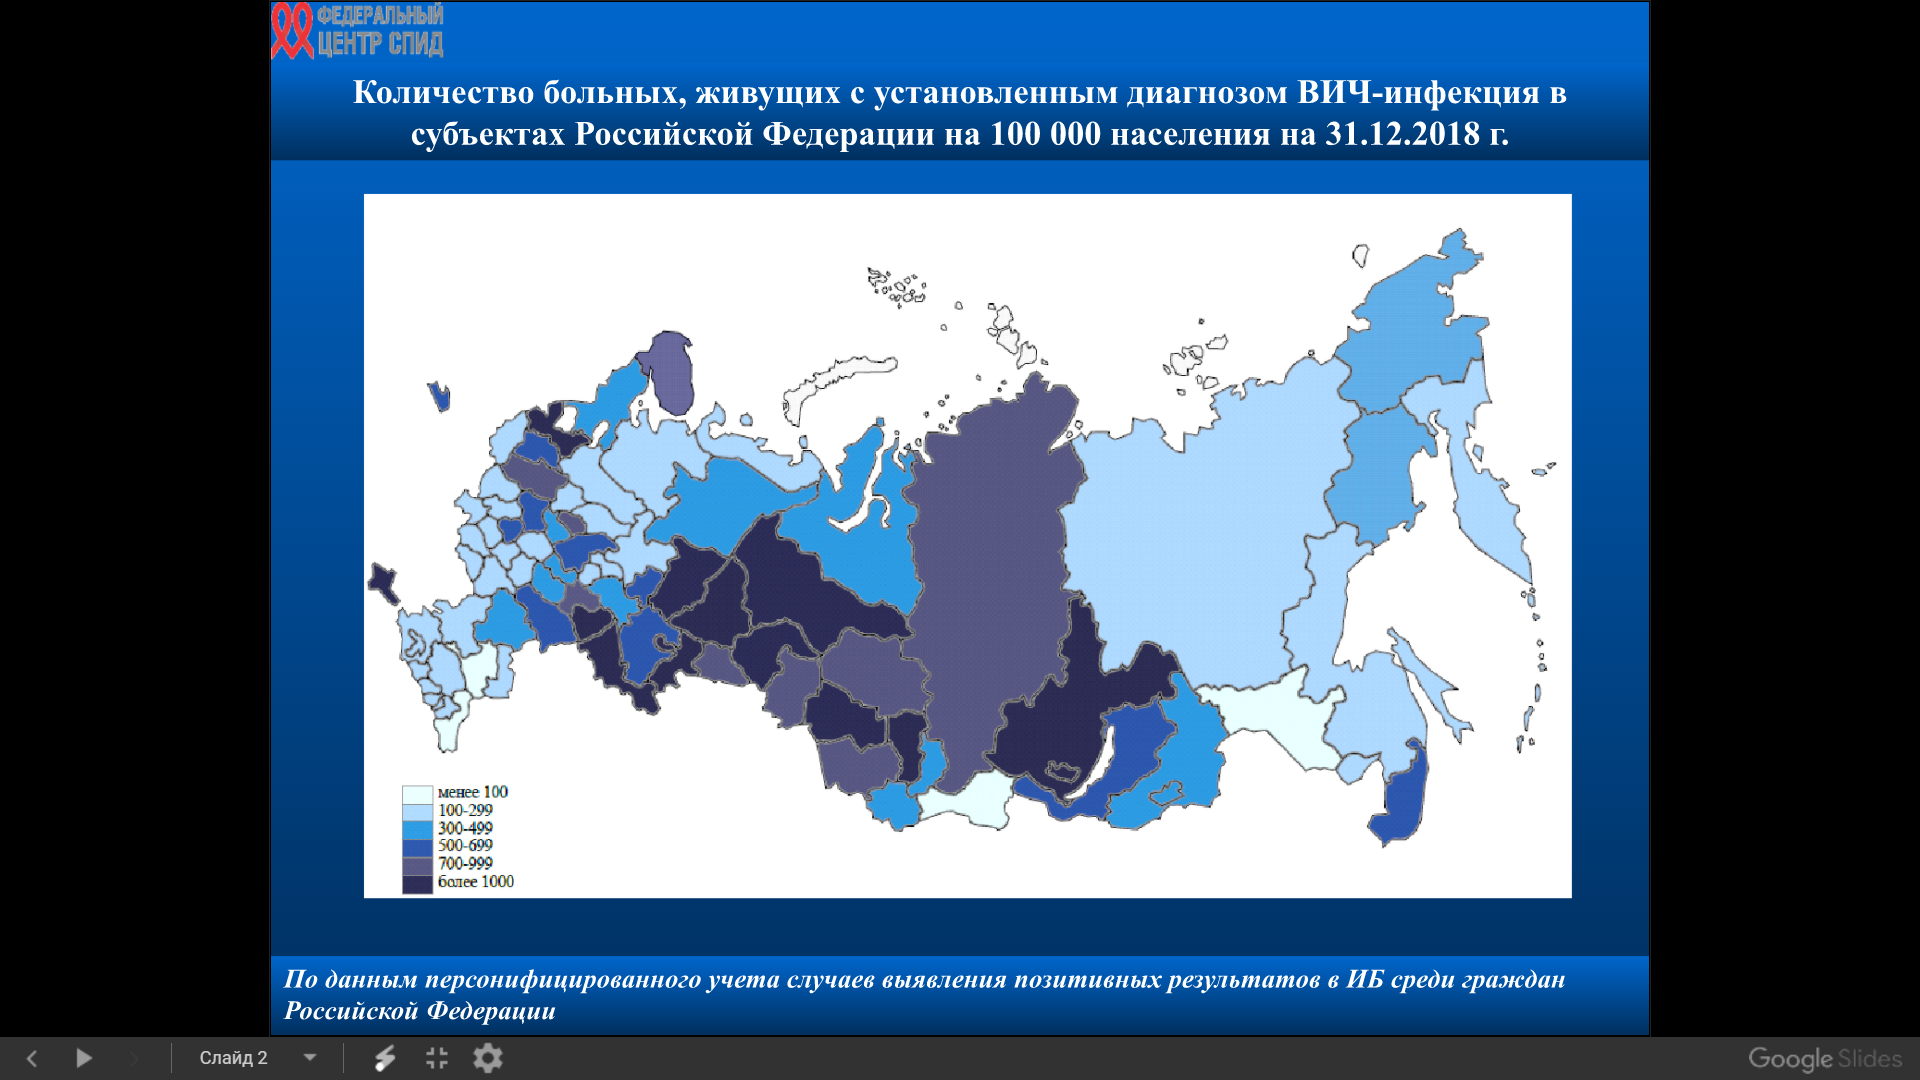 ФЕДЕРАЛЬНЫЙ
ЦЕНТР СПИД
Количество больных, живущих с установленным диагнозом ВИЧ-инфекция в
субъектах Российской Федерации на 100 000 населения на 31.12.2018 г.
менее 100
100-299
300-499
500-699
700-999
более 1000
По данным персонифицированного учета случаев выявления позитивных результатов в ИБ среди граждан
Российской Федерации
Слайд 2
Google Slides